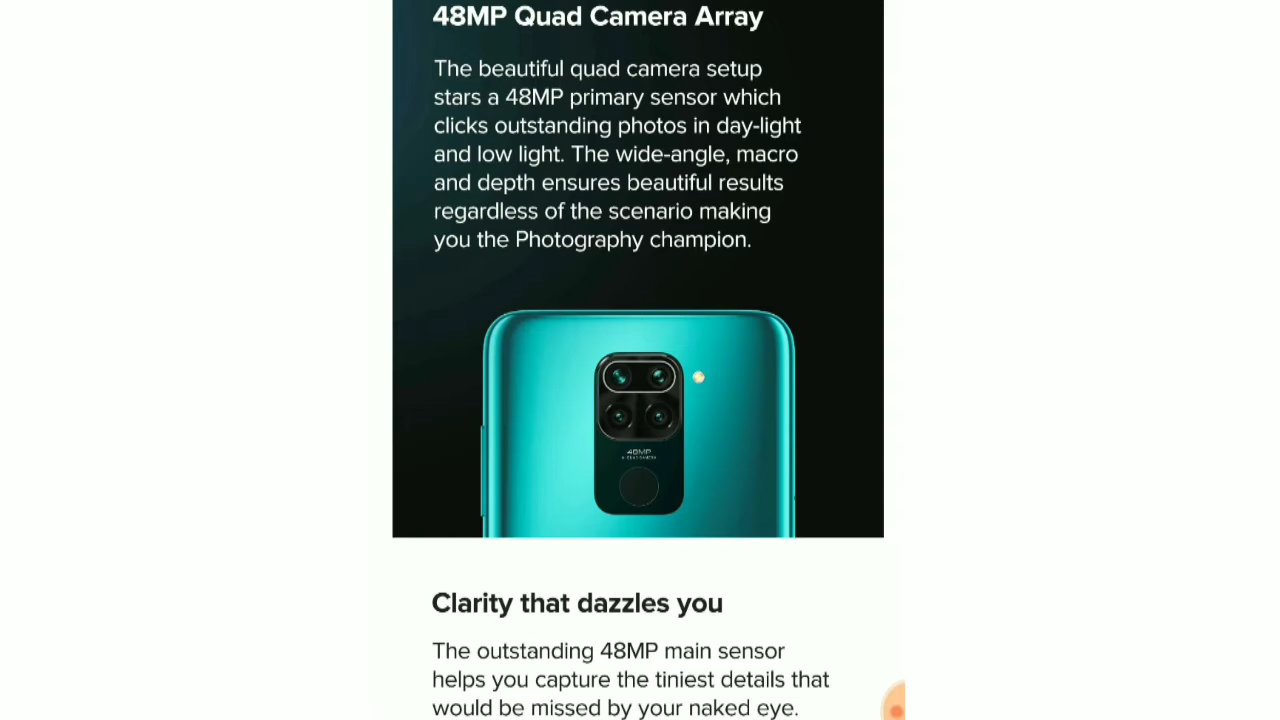 48MP Quad Camera Array
The beautiful quad camera setup
stars a 48MP primary sensor which
clicks outstanding photos in day-light
and low light. The wide-angle, macro
and depth ensures beautiful results
regardless of the scenario making
you the Photography champion.
48MP
Clarity that dazzles you
The outstanding 48MP main sensor
helps you capture the tiniest details that
would be missed by your naked eye.